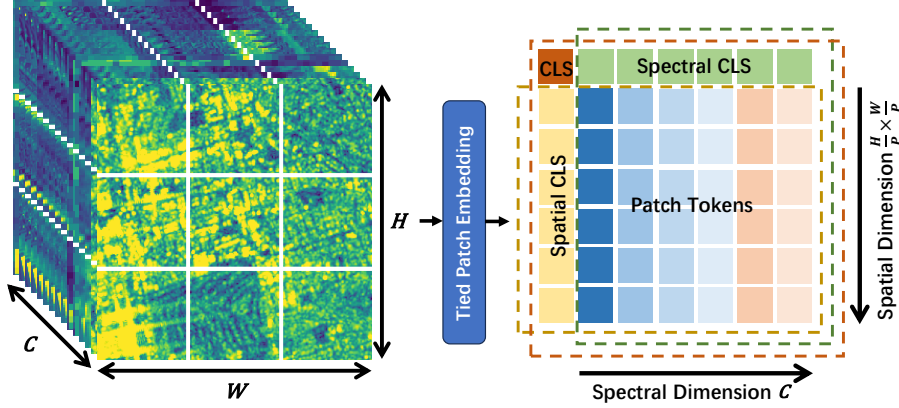 C
W
H
Tied Patch Embedding
CLS
Spectral CLS
Spatial CLS
Patch Tokens
Spatial Dimension H/P × W/P
Spectral Dimension C